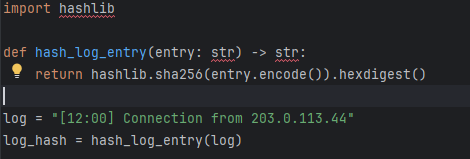 import hashlib
def hash_log_entry(entry: str) -> str:
    return hashlib.sha256(entry.encode()).hexdigest()
log = "[12:00] Connection from 203.0.113.44"
log_hash = hash_log_entry(log)